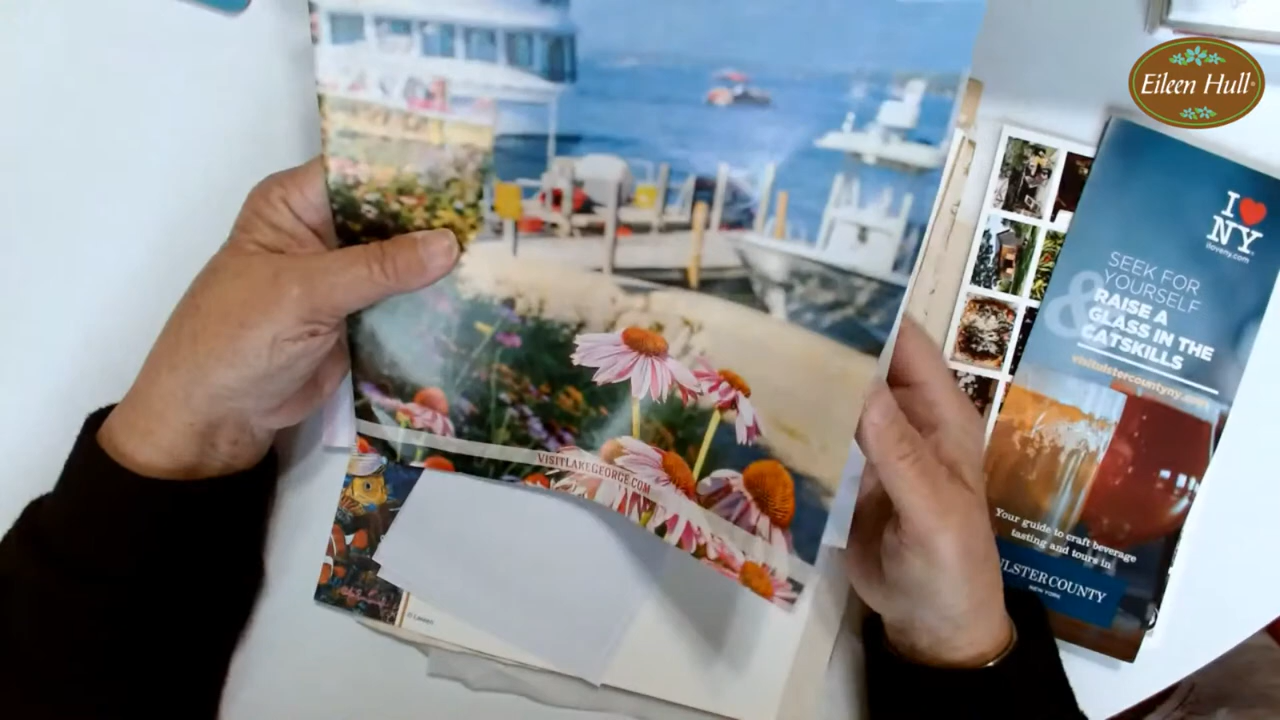 Eileen Hull
I ♥
NY
iloveny.com
SEEK FOR
YOURSELF
&
RAISE A
GLASS IN THE
CATSKILLS
visitulstercountyny.com
Your guide to craft beverage
tasting and tours in
ULSTER COUNTY
NEW YORK
VISITLAKEGEORGE.COM